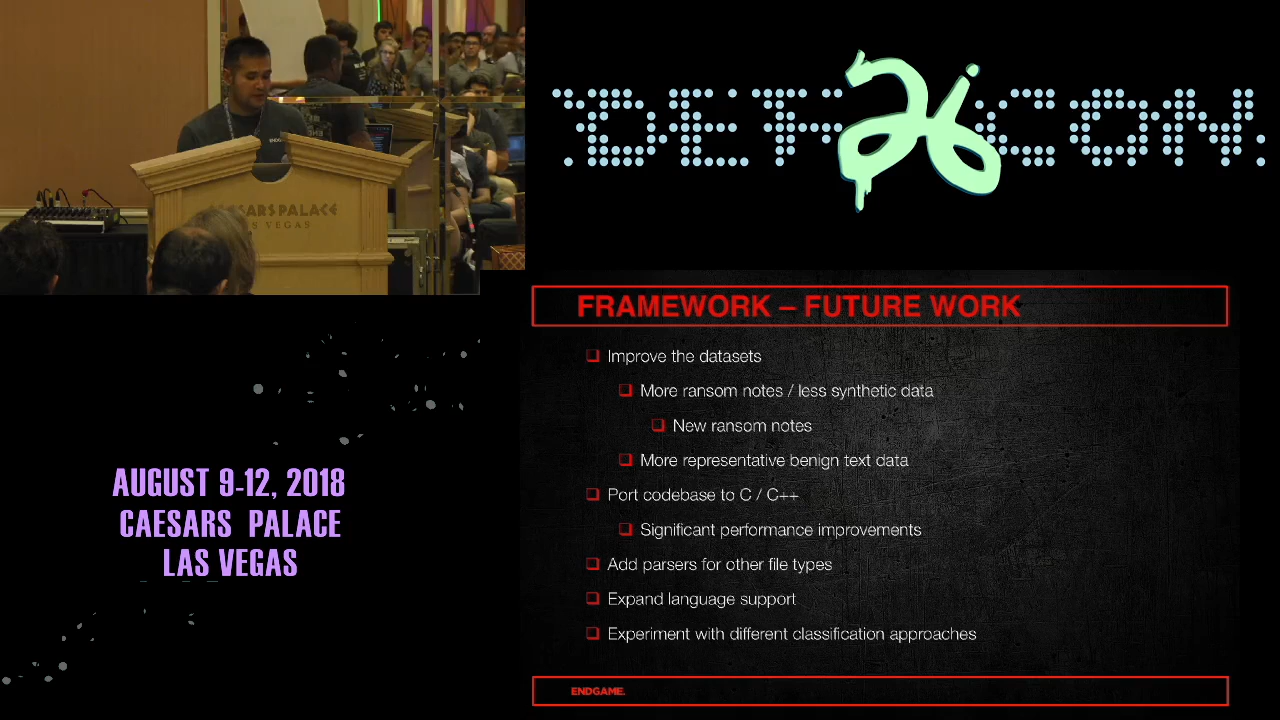 DEF 26 CON.
CAESARS PALACE
LAS VEGAS
FRAMEWORK – FUTURE WORK
Improve the datasets
More ransom notes / less synthetic data
New ransom notes
More representative benign text data
Port codebase to C / C++
Significant performance improvements
Add parsers for other file types
Expand language support
Experiment with different classification approaches
ENDGAME.
AUGUST 9-12, 2018
CAESARS PALACE
LAS VEGAS